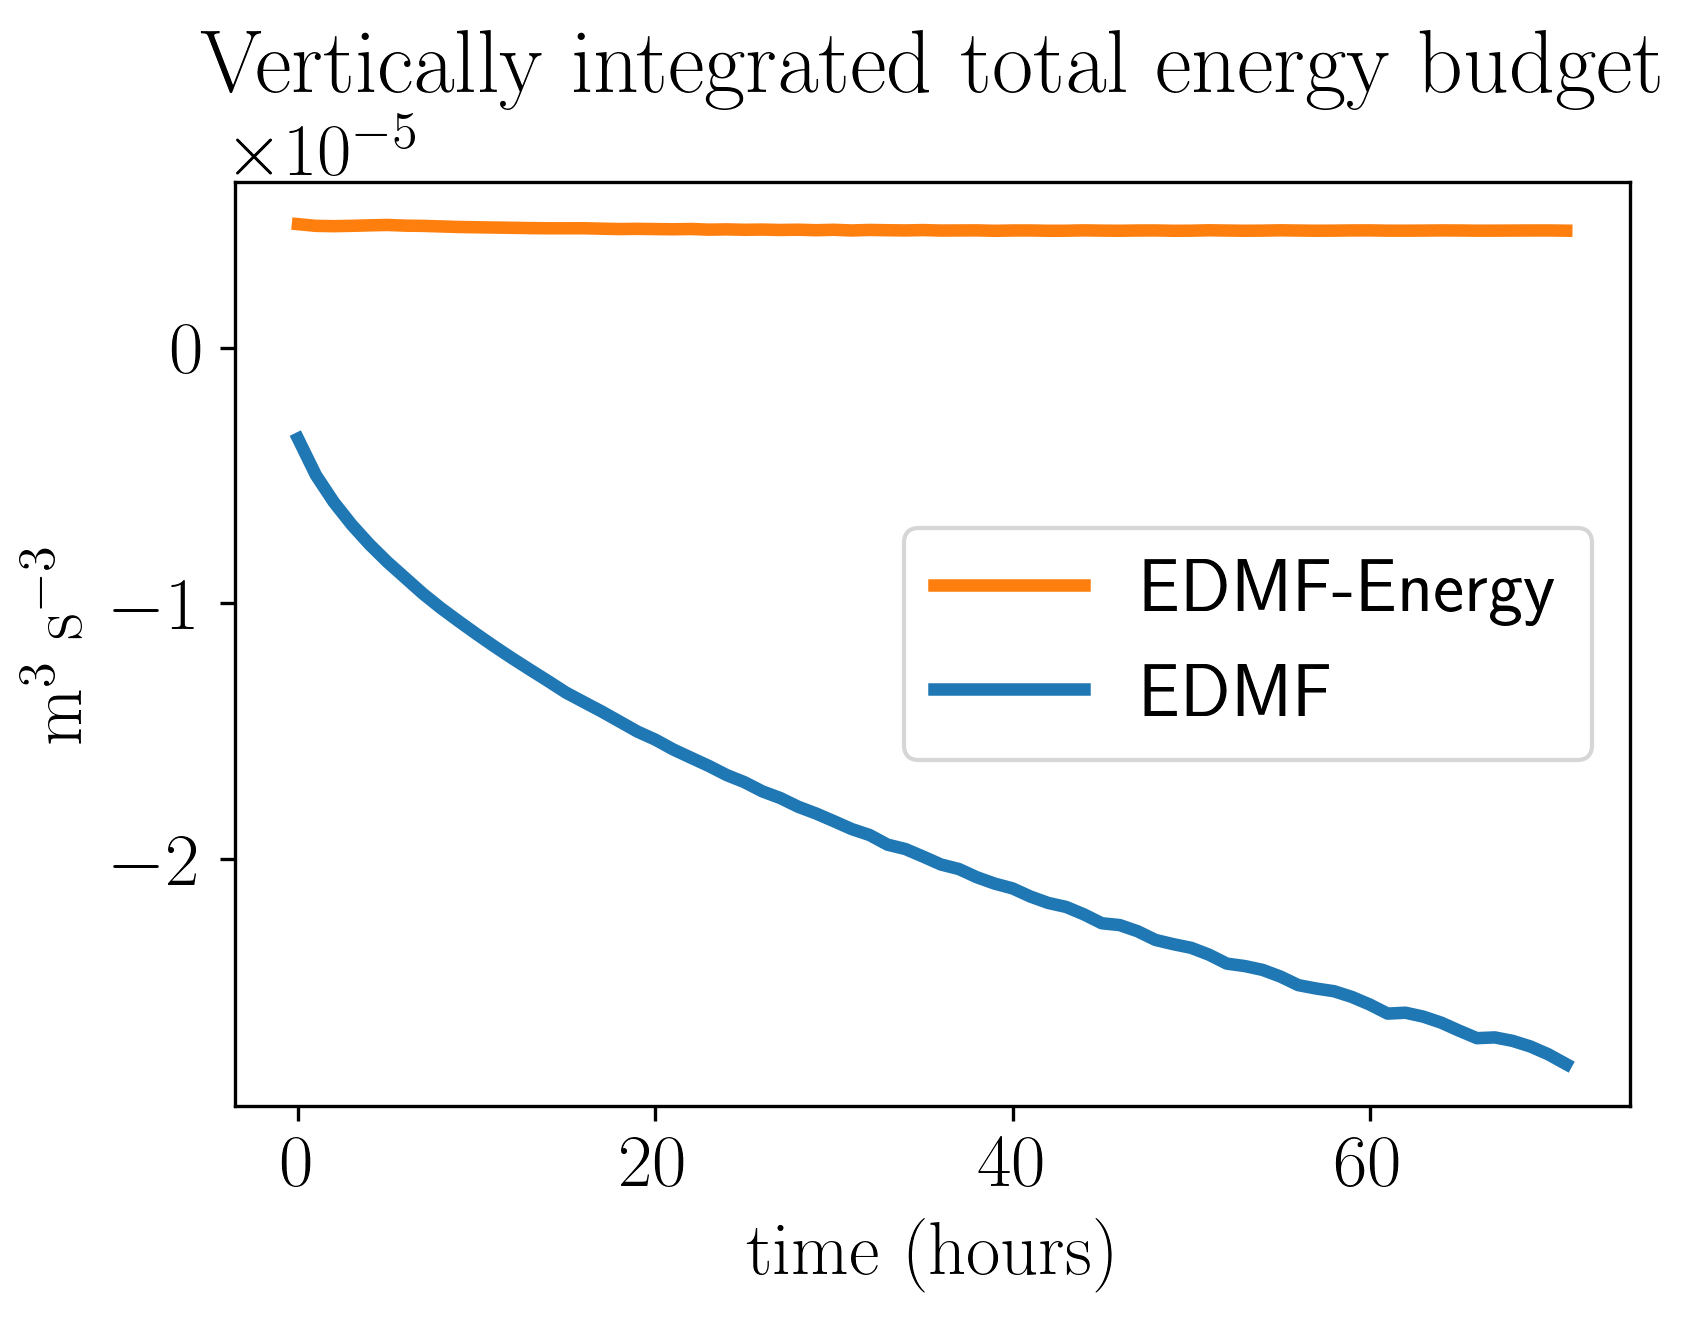 Vertically integrated total energy budget
×10⁻⁵
0
−1
−2
m³ s⁻³
EDMF-Energy
EDMF
0 20 40 60
time (hours)